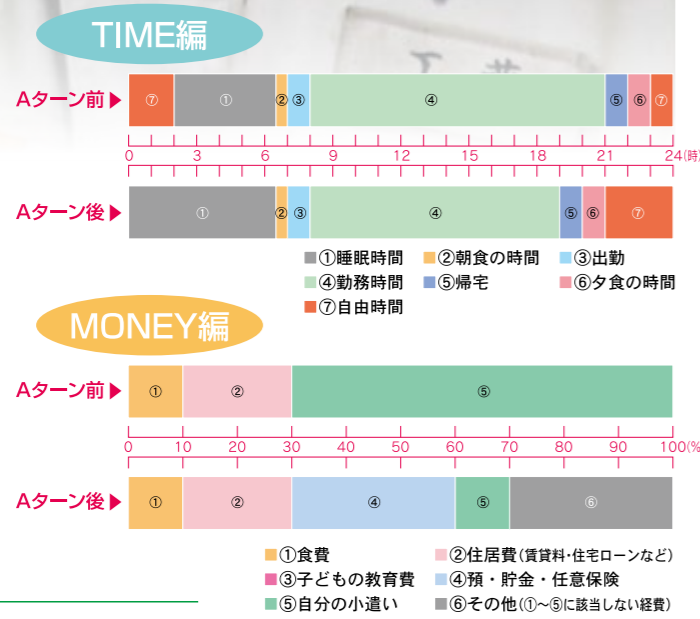 TIME編
Aターン前▶ ⑦ ① ② ③ ④ ⑤ ⑥ ⑦
0 3 6 9 12 15 18 21 24(時)
Aターン後▶ ① ② ③ ④ ⑤ ⑥ ⑦
■①睡眠時間 ■②朝食の時間 ■③出勤
■④勤務時間 ■⑤帰宅 ■⑥夕食の時間
■⑦自由時間
MONEY編
Aターン前▶ ① ② ⑤
0 10 20 30 40 50 60 70 80 90 100(%
Aターン後▶ ① ② ④ ⑤ ⑥
■①食費 ■②住居費(賃貸料・住宅ローンなど)
■③子どもの教育費 ■④預・貯金・任意保険
■⑤自分の小遣い ■⑥その他(①〜⑤に該当しない経費)